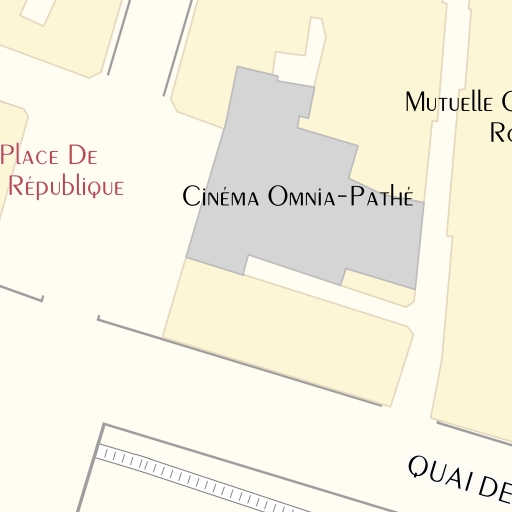 Mutuelle
Place De
République
Cinéma Omnia-Pathé
QUAI DE